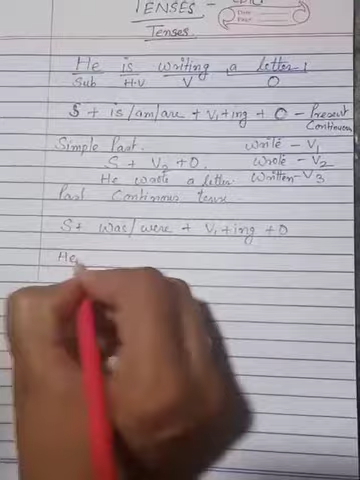 TENSES -
Tenses.
He is writing a letter.
Sub H.V V O
S + is/am/are + V1 + ing + O - Present Continuous
Simple Past. write - V1
S + V2 + O. wrote - V2
He wrote a letter. written - V3
Past Continuous tense
S + was/were + V1 + ing + O
He